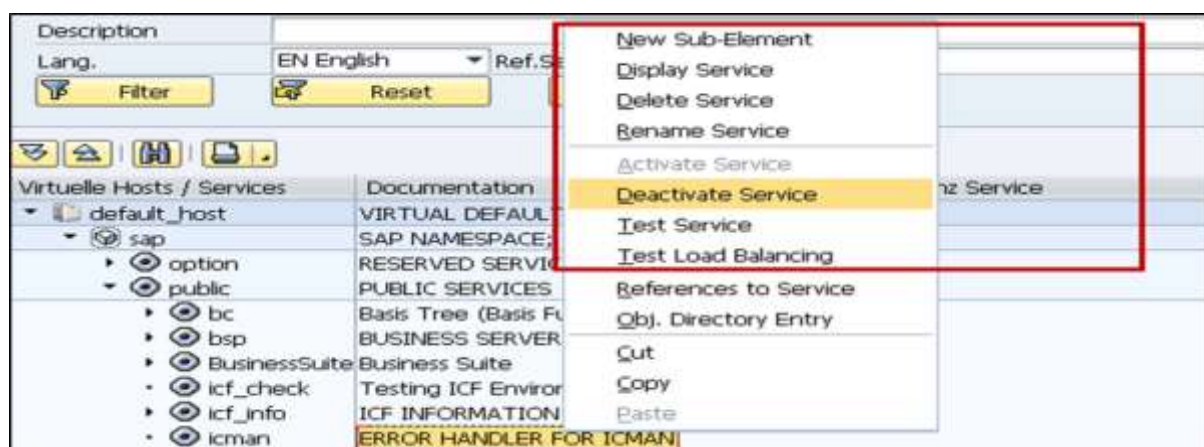 Description
Lang. EN English Ref.Se
Filter Reset
New Sub-Element
Display Service
Delete Service
Rename Service
Activate Service
Deactivate Service
Test Service
Test Load Balancing
References to Service
Obj. Directory Entry
Cut
Copy
Paste
Virtuelle Hosts / Services Documentation nz Service
default_host VIRTUAL DEFAULT
sap SAP NAMESPACE;
option RESERVED SERVIC
public PUBLIC SERVICES
bc Basis Tree (Basis Fu
bsp BUSINESS SERVER
BusinessSuite Business Suite
icf_check Testing ICF Environ
icf_info ICF INFORMATION
icman ERROR HANDLER FOR ICMAN